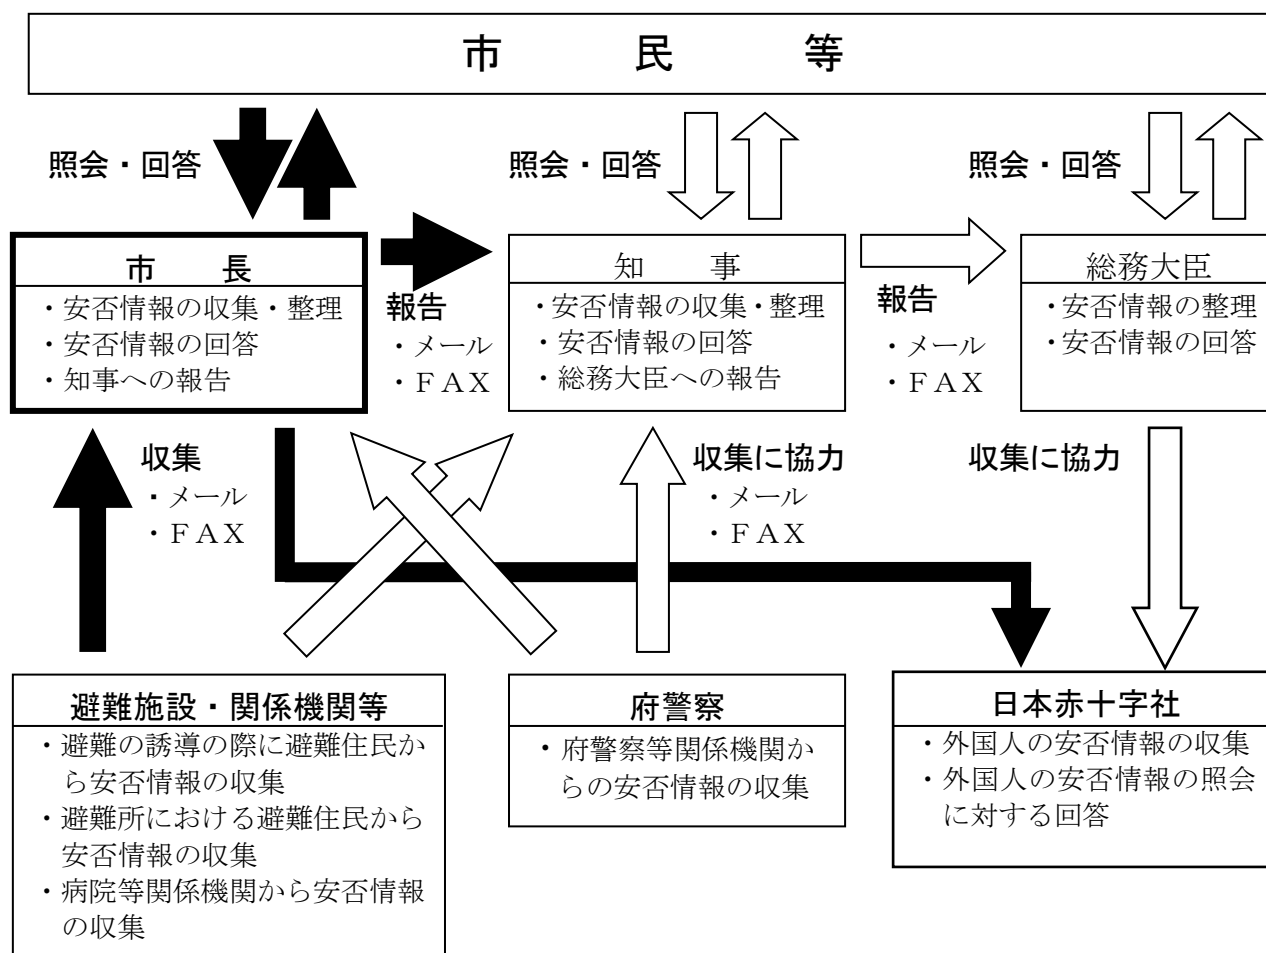 市　民　等
照会・回答
照会・回答
照会・回答
市　長
・安否情報の収集・整理
・安否情報の回答
・知事への報告
報告
・メール
・ＦＡＸ
知　事
・安否情報の収集・整理
・安否情報の回答
・総務大臣への報告
報告
・メール
・ＦＡＸ
総務大臣
・安否情報の整理
・安否情報の回答
収集
・メール
・ＦＡＸ
収集に協力
・メール
・ＦＡＸ
収集に協力
避難施設・関係機関等
・避難の誘導の際に避難住民か
ら安否情報の収集
・避難所における避難住民から
安否情報の収集
・病院等関係機関から安否情報
の収集
府警察
・府警察等関係機関か
らの安否情報の収集
日本赤十字社
・外国人の安否情報の収集
・外国人の安否情報の照会
に対する回答